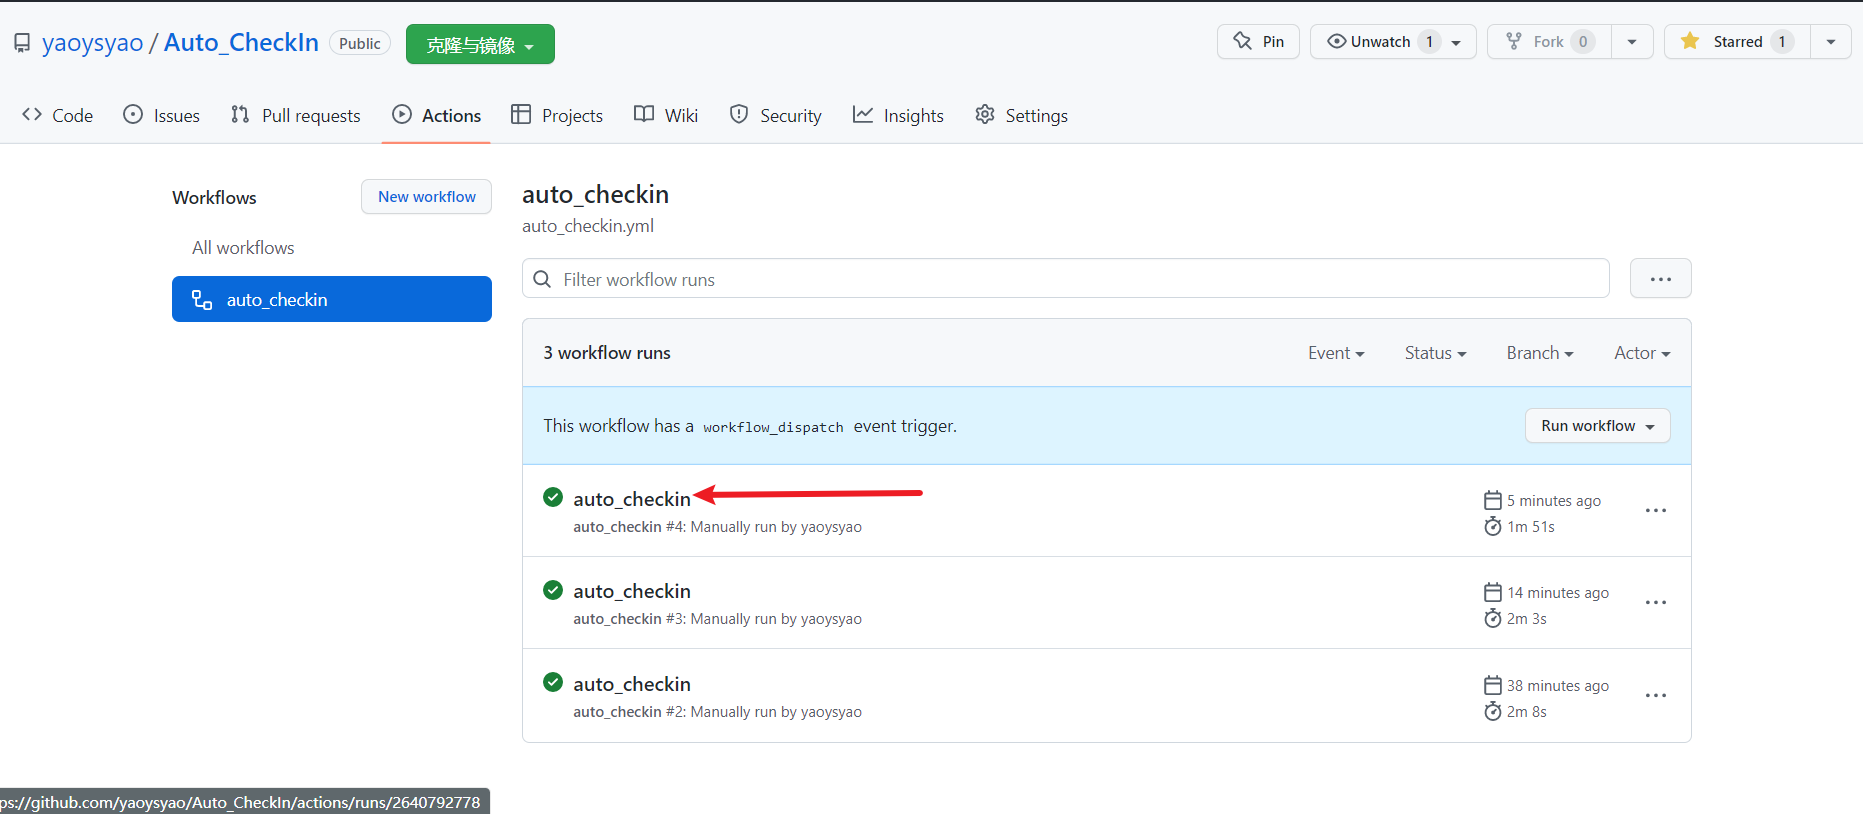 yaoysyao / Auto_CheckIn Public 克隆与镜像 Pin Unwatch 1 Fork 0 Starred 1
Code Issues Pull requests Actions Projects Wiki Security Insights Settings
Workflows New workflow
All workflows
auto_checkin
auto_checkin
auto_checkin.yml
Filter workflow runs
3 workflow runs Event Status Branch Actor
This workflow has a workflow_dispatch event trigger. Run workflow
auto_checkin 5 minutes ago
auto_checkin #4: Manually run by yaoysyao 1m 51s
auto_checkin 14 minutes ago
auto_checkin #3: Manually run by yaoysyao 2m 3s
auto_checkin 38 minutes ago
auto_checkin #2: Manually run by yaoysyao 2m 8s
ps://github.com/yaoysyao/Auto_CheckIn/actions/runs/2640792778